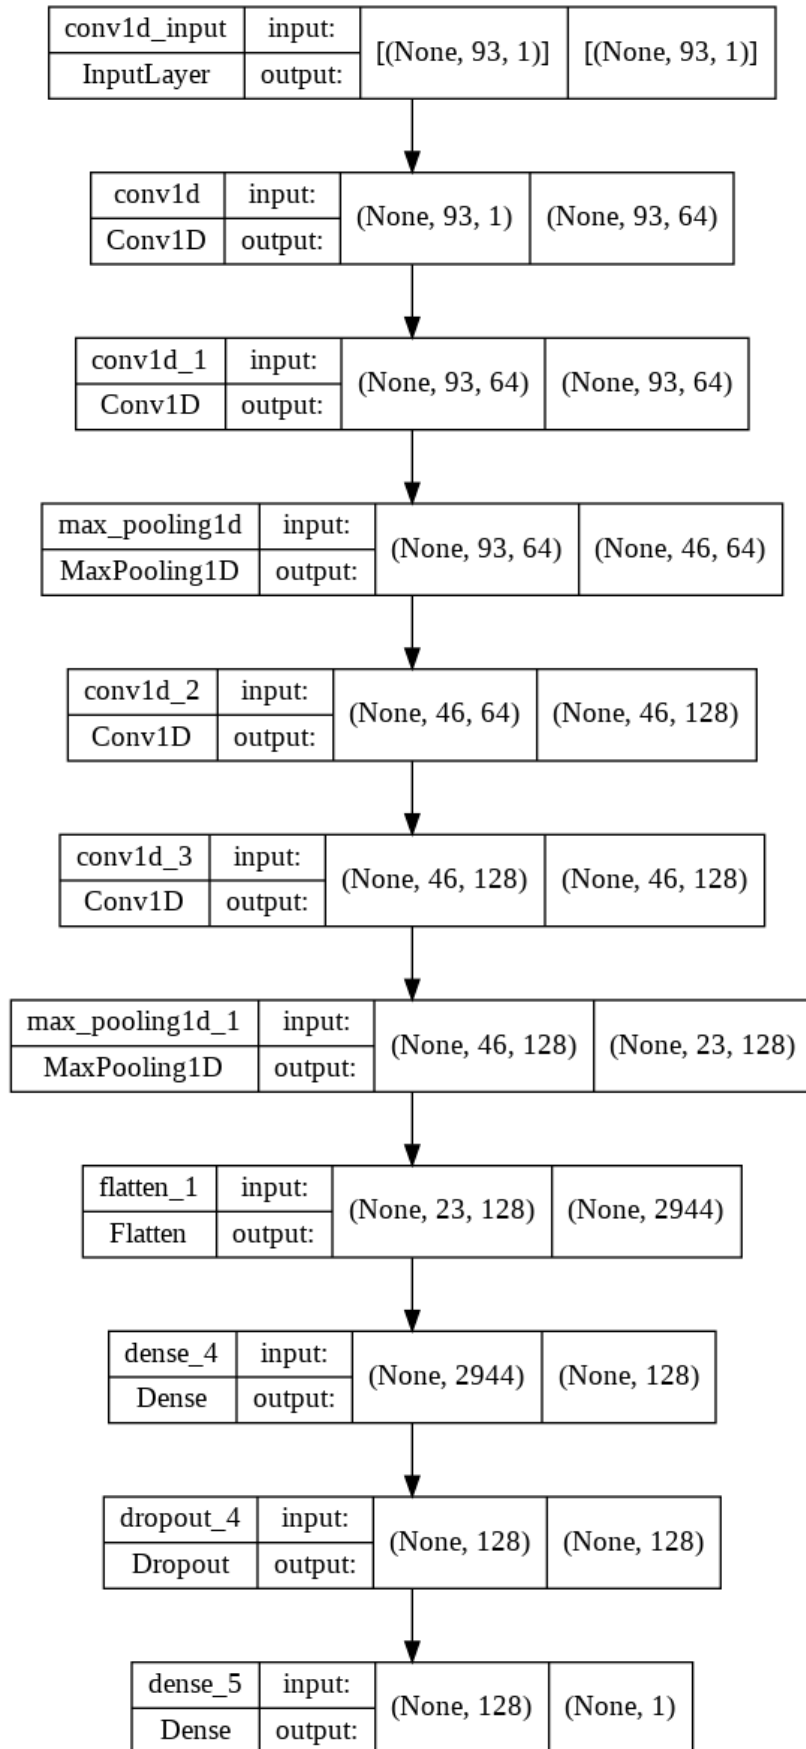 conv1d_input input: [(None, 93, 1)] [(None, 93, 1)]
InputLayer output:
conv1d input: (None, 93, 1) (None, 93, 64)
Conv1D output:
conv1d_1 input: (None, 93, 64) (None, 93, 64)
Conv1D output:
max_pooling1d input: (None, 93, 64) (None, 46, 64)
MaxPooling1D output:
conv1d_2 input: (None, 46, 64) (None, 46, 128)
Conv1D output:
conv1d_3 input: (None, 46, 128) (None, 46, 128)
Conv1D output:
max_pooling1d_1 input: (None, 46, 128) (None, 23, 128)
MaxPooling1D output:
flatten_1 input: (None, 23, 128) (None, 2944)
Flatten output:
dense_4 input: (None, 2944) (None, 128)
Dense output:
dropout_4 input: (None, 128) (None, 128)
Dropout output:
dense_5 input: (None, 128) (None, 1)
Dense output: